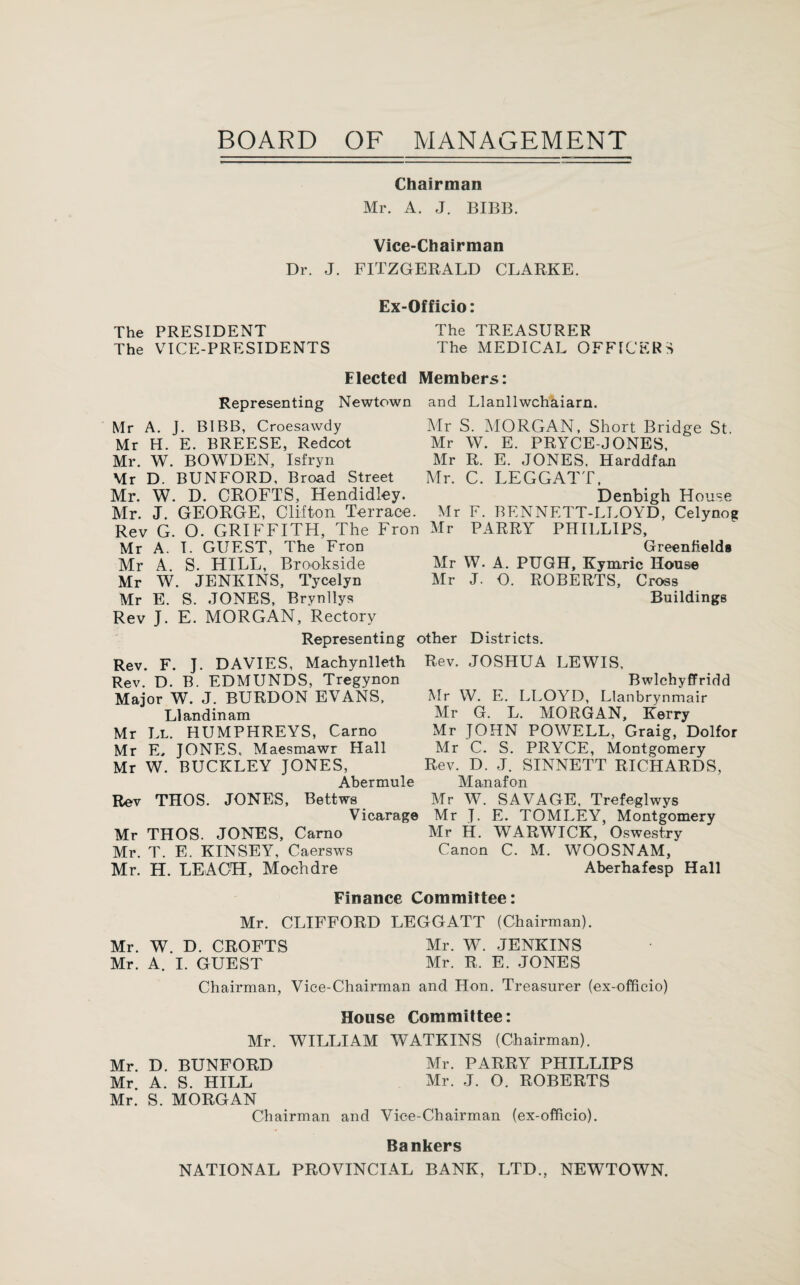 BOARD OF MANAGEMENT
Chairman
Mr. A. J. BIBB.
Vice-Chairman
Dr. J. FITZGERALD CLARKE.
Ex-Officio:
The PRESIDENT
The VICE-PRESIDENTS
The TREASURER
The MEDICAL OFFICERS
Elected Members:
Representing Newtown and Llanllwchaiarn.
Mr A. J. BIBB, Croesawdy
Mr H. E. BREESE, Redcot
Mr. W. BOWDEN, Isfryn
Mr D. BUNFORD, Broad Street
Mr. W. D. CROFTS, Hendidley.
Mr. J. GEORGE, Clifton Terrace.
Rev G. O. GRIFFITH, The Fron
Mr A. I. GUEST, The Fron
Mr A. S. HILL, Brookside
Mr W. JENKINS, Tycelyn
Mr E. S. JONES, Brynllys
Rev J. E. MORGAN, Rectory
Mr S. MORGAN, Short Bridge St.
Mr W. E. PRYCE-JONES,
Mr R. E. JONES, Harddfan
Mr. C. LEGGATT,
Denbigh House
Mr F. BENNETT-LLOYD, Celynog
Mr PARRY PHILLIPS,
Greenfields
Mr W. A. PUGH, Kymric House
Mr J. O. ROBERTS, Cross
Buildings
Representing other Districts.
Rev. F. J. DAVIES, Machynlleth
Rev. D. B. EDMUNDS, Tregynon
Major W. J. BURDON EVANS,
Llandinam
Mr LL. HUMPHREYS, Carno
Mr E. JONES, Maesmawr Hall
Mr W. BUCKLEY JONES,
Abermule
Rev THOS. JONES, Bettws
Vicarage
Mr THOS. JONES, Carno
Mr. T. E. KINSEY, Caersws
Mr. H. LEACH, Mochdre
Rev. JOSHUA LEWIS,
Bwlchyffridd
Mr W. E. LLOYD, Llanbrynmair
Mr G. L. MORGAN, Kerry
Mr JOHN POWELL, Graig, Dolfor
Mr C. S. PRYCE, Montgomery
Rev. D. J. SINNETT RICHARDS,
Manafon
Mr W. SAVAGE, Trefeglwys
Mr J. E. TOMLEY, Montgomery
Mr H. WARWICK, Oswestry
Canon C. M. WOOSNAM,
Aberhafesp Hall
Finance Committee:
Mr. CLIFFORD LEGGATT (Chairman).
Mr. W. D. CROFTS
Mr. A. I. GUEST
Mr. W. JENKINS
Mr. R. E. JONES
Chairman, Vice-Chairman and Hon. Treasurer (ex-officio)
House Committee:
Mr. WILLIAM WATKINS (Chairman).
Mr. D. BUNFORD
Mr. A. S. HILL
Mr. S. MORGAN
Mr. PARRY PHILLIPS
Mr. J. O. ROBERTS
Chairman and Vice-Chairman (ex-officio).
Bankers
NATIONAL PROVINCIAL BANK, LTD., NEWTOWN.